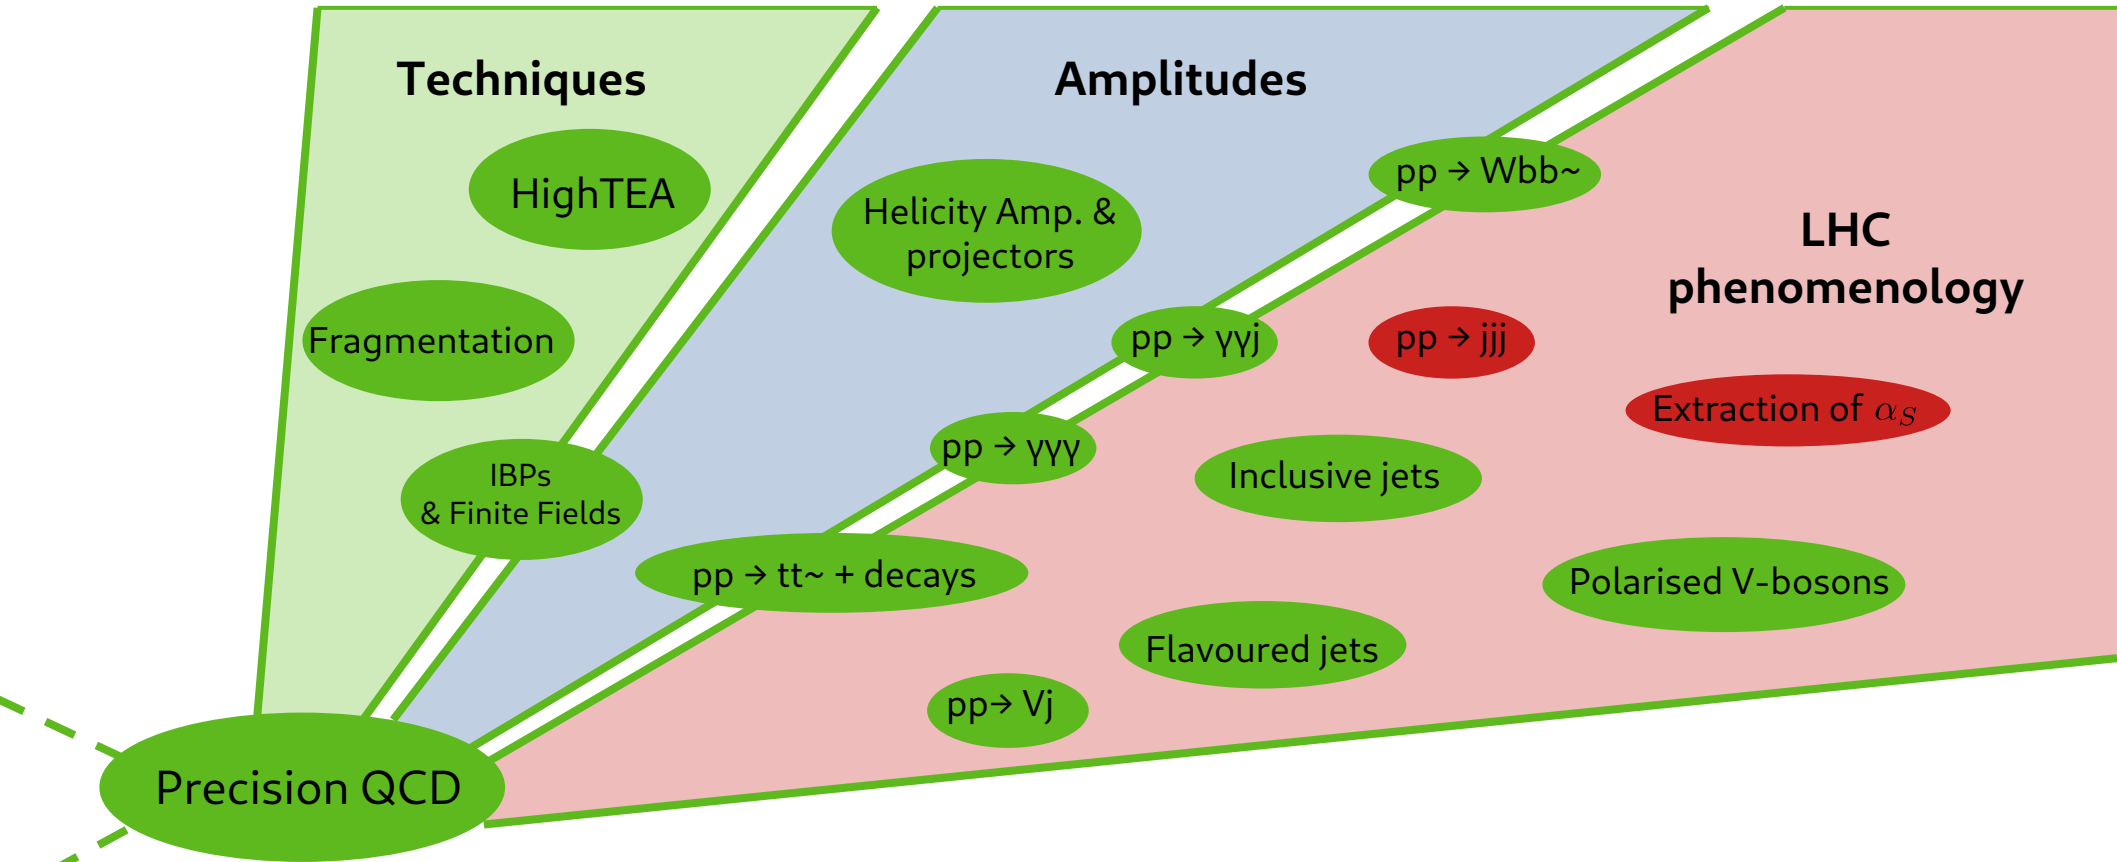 Techniques
HighTEA
Fragmentation
IBPs
& Finite Fields
Amplitudes
Helicity Amp. &
projectors
pp → Wbb~
pp → γγj
pp → γγγ
pp → tt~ + decays
LHC
phenomenology
pp → jjj
Extraction of α_S
Inclusive jets
Polarised V-bosons
Flavoured jets
pp→ Vj
Precision QCD